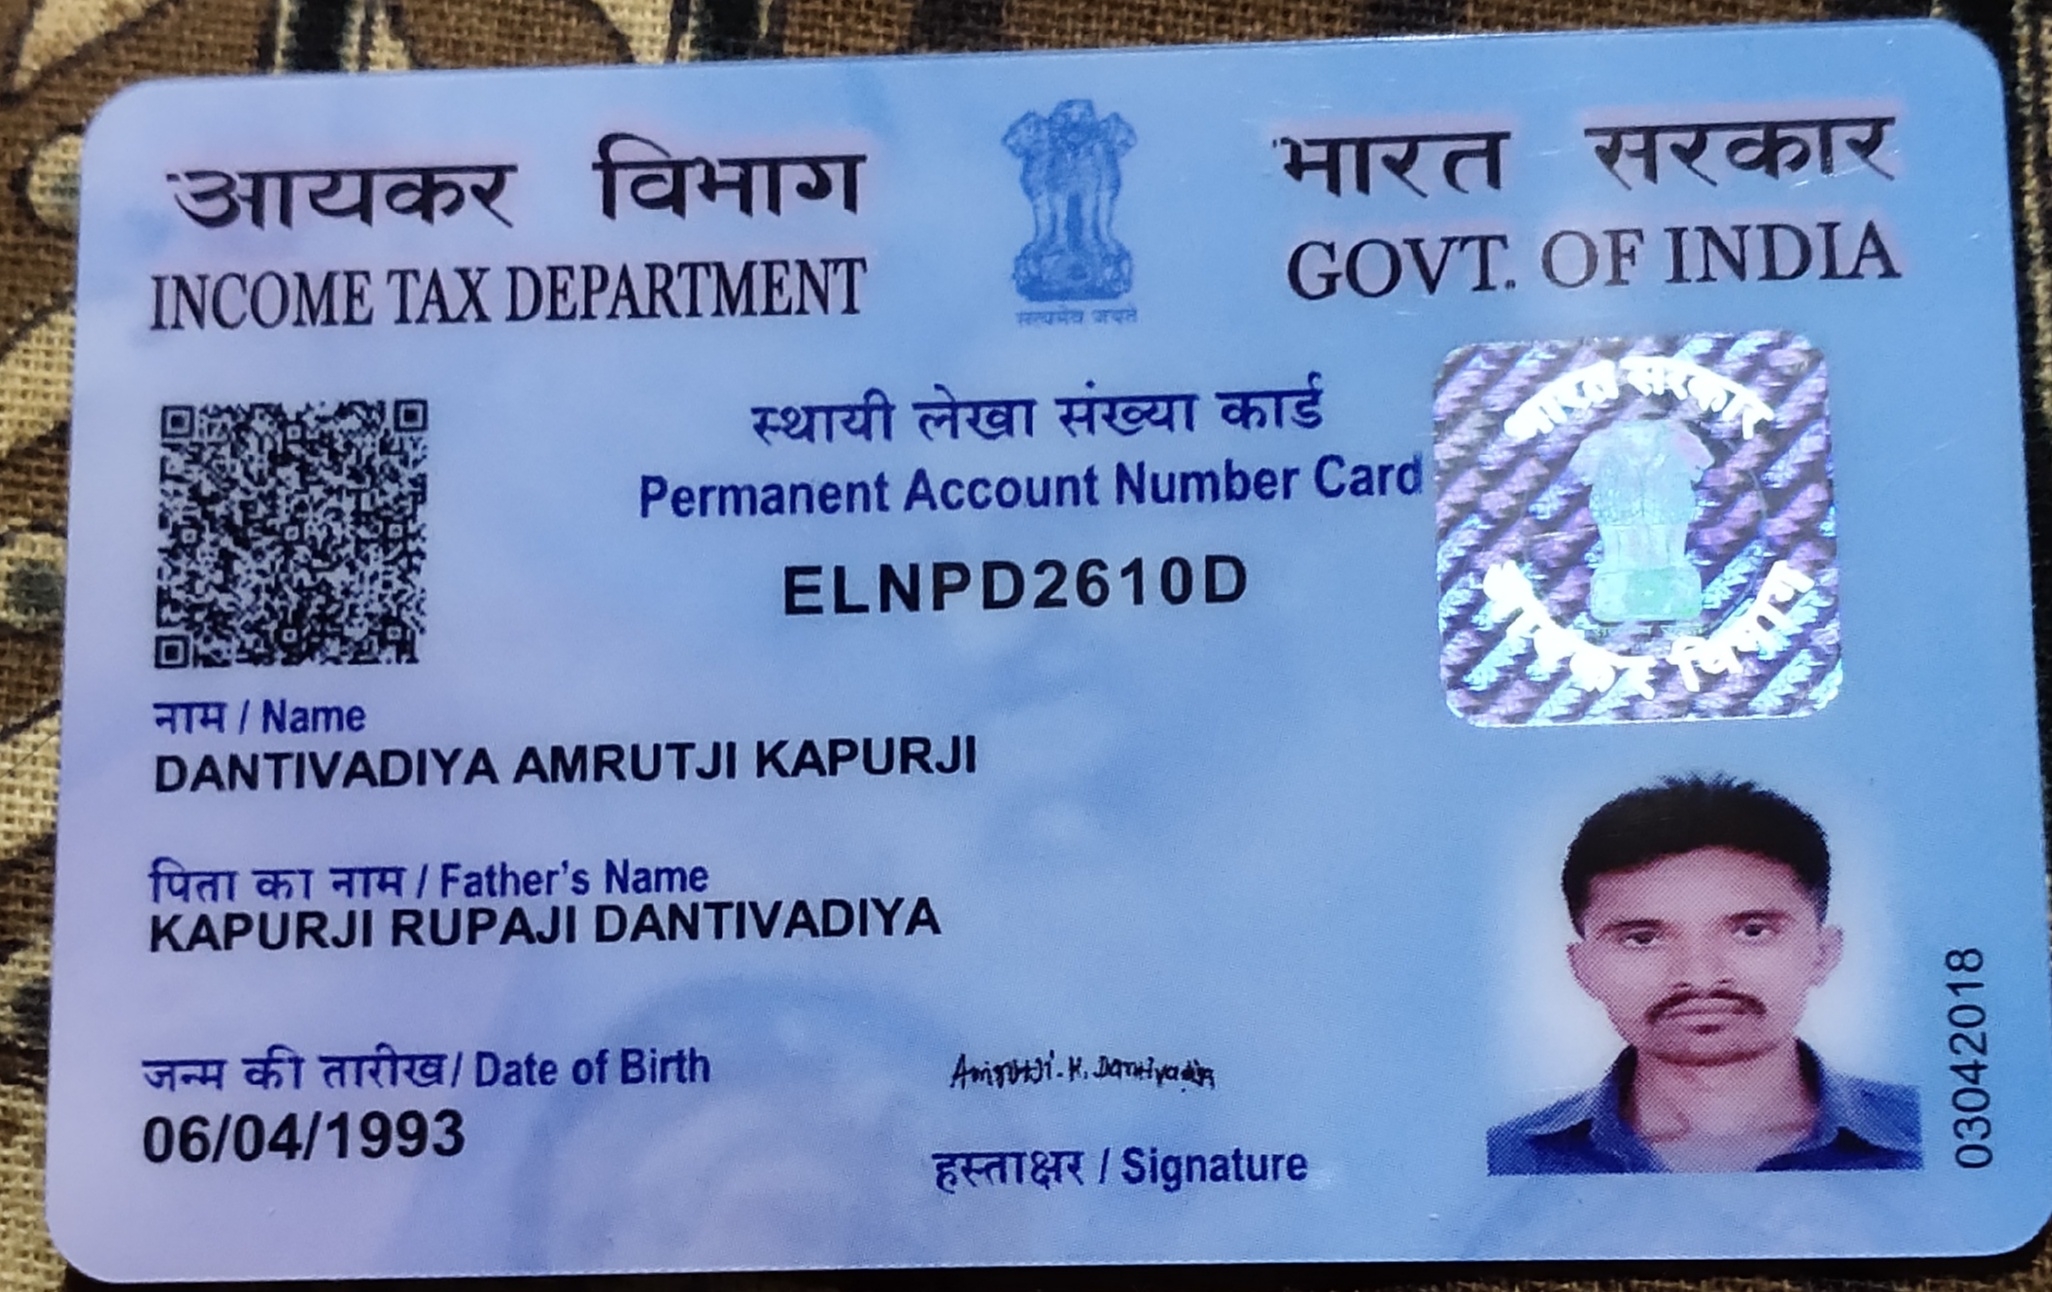 आयकर विभाग
INCOME TAX DEPARTMENT
सत्यमेव जयते
भारत सरकार
GOVT. OF INDIA
स्थायी लेखा संख्या कार्ड
Permanent Account Number Card
ELNPD2610D
भारत सरकार
आयकर विभाग
नाम / Name
DANTIVADIYA AMRUTJI KAPURJI
पिता का नाम / Father's Name
KAPURJI RUPAJI DANTIVADIYA
जन्म की तारीख / Date of Birth
06/04/1993
Amrutji. K. Dantivadiya
हस्ताक्षर / Signature
03042018